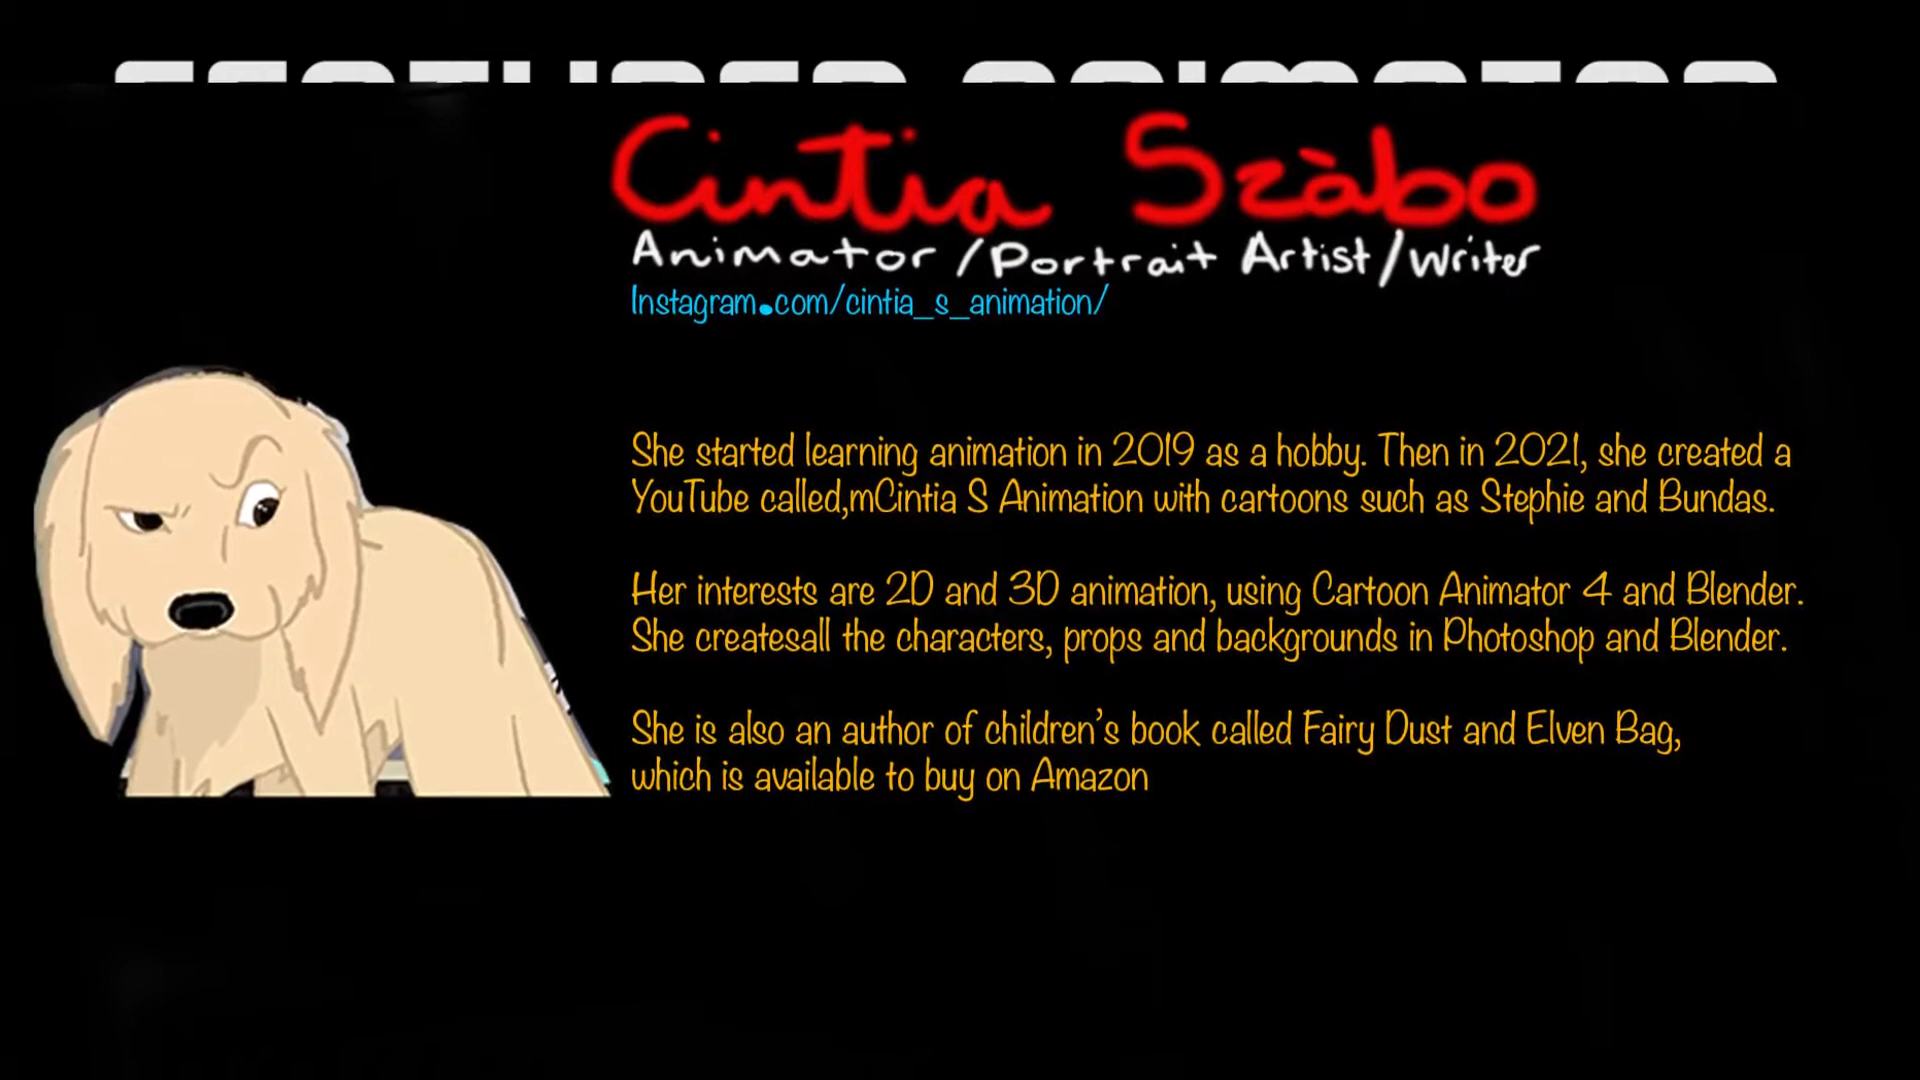 FEATURED ANIMATOR
Cintia Szàbo
Animator/Portrait Artist/Writer
Instagram.com/cintia_s_animation/
She started learning animation in 2019 as a hobby. Then in 2021, she created a
YouTube called,mCintia S Animation with cartoons such as Stephie and Bundas.
Her interests are 2D and 3D animation, using Cartoon Animator 4 and Blender.
She createsall the characters, props and backgrounds in Photoshop and Blender.
She is also an author of children's book called Fairy Dust and Elven Bag,
which is available to buy on Amazon